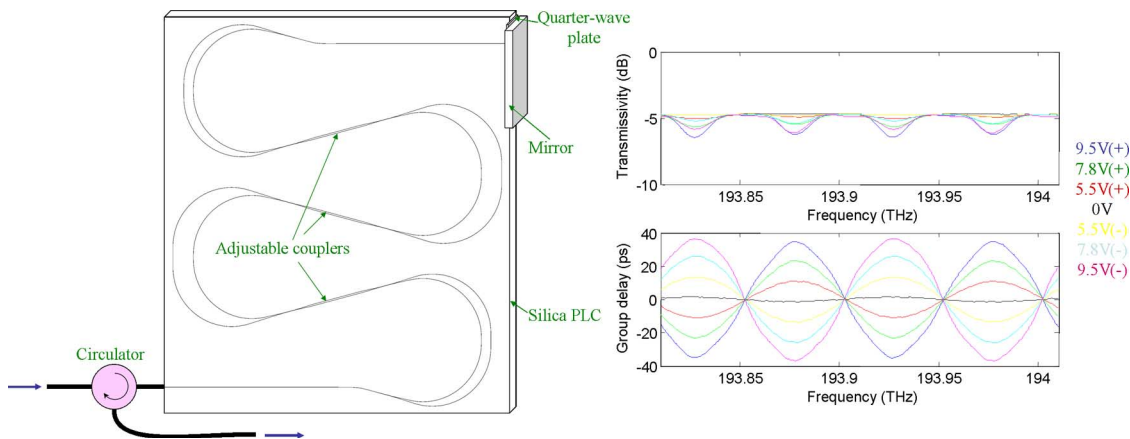 Quarter-wave
plate
Mirror
Adjustable couplers
Silica PLC
Circulator
Transmissivity (dB)
0
-5
-10
193.85 193.9 193.95 194
Frequency (THz)
Group delay (ps)
40
20
0
-20
-40
193.85 193.9 193.95 194
Frequency (THz)
9.5V(+)
7.8V(+)
5.5V(+)
0V
5.5V(-)
7.8V(-)
9.5V(-)